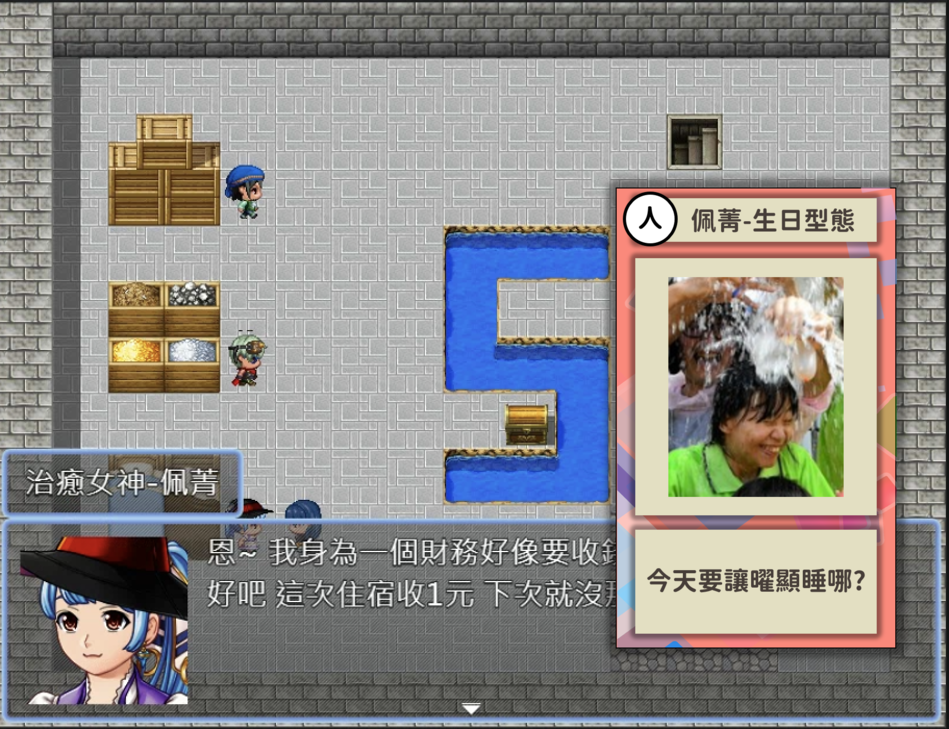 人 佩菁-生日型態
今天要讓曜顯睡哪?
治癒女神-佩菁
恩~ 我身為一個財務好像要收
好吧 這次住宿收1元 下次就沒